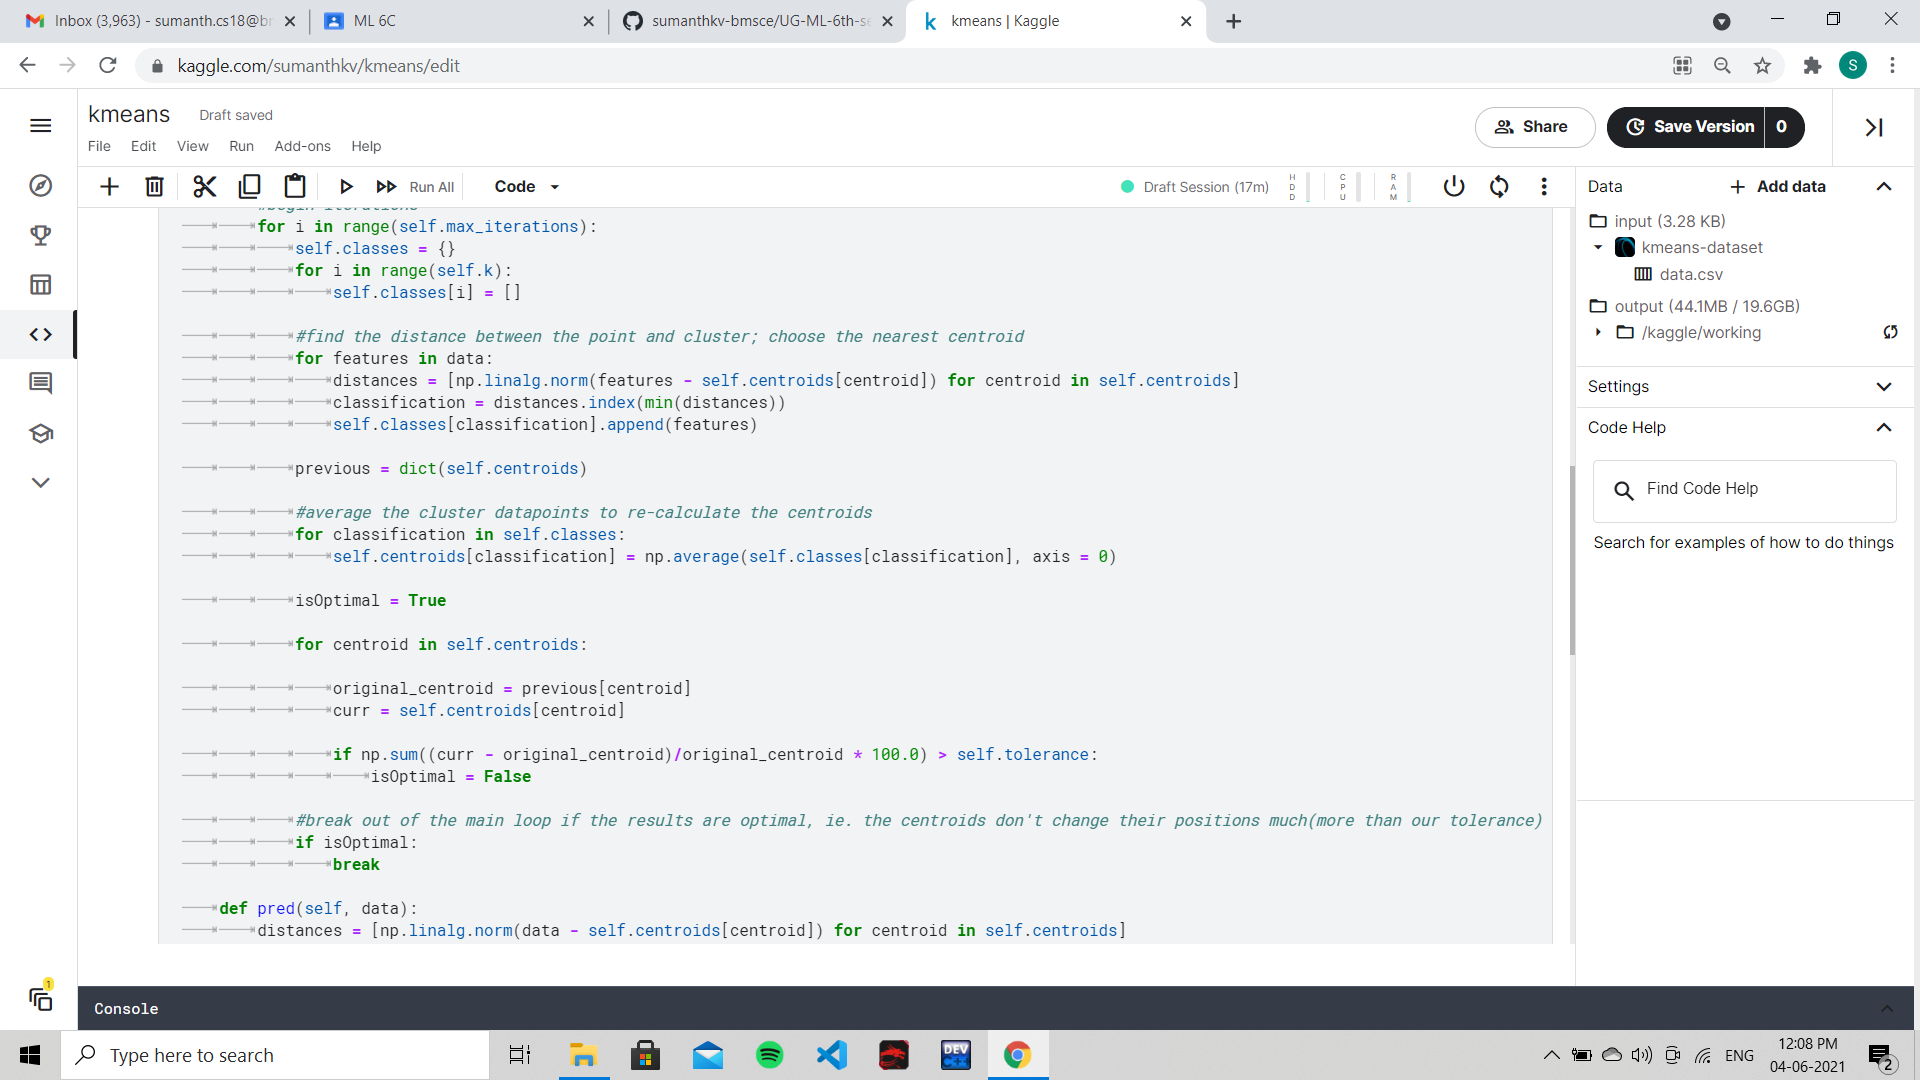 Inbox (3,963) - sumanth.cs18@b
ML 6C
sumanthkv-bmsce/UG-ML-6th-se
kmeans | Kaggle
kaggle.com/sumanthkv/kmeans/edit
S
kmeans
Draft saved
File Edit View Run Add-ons Help
Share
Save Version 0
Run All
Code
Draft Session (17m)
HDD
CPU
RAM
#begin iterations
for i in range(self.max_iterations):
self.classes = {}
for i in range(self.k):
self.classes[i] = []
#find the distance between the point and cluster; choose the nearest centroid
for features in data:
distances = [np.linalg.norm(features - self.centroids[centroid]) for centroid in self.centroids]
classification = distances.index(min(distances))
self.classes[classification].append(features)
previous = dict(self.centroids)
#average the cluster datapoints to re-calculate the centroids
for classification in self.classes:
self.centroids[classification] = np.average(self.classes[classification], axis = 0)
isOptimal = True
for centroid in self.centroids:
original_centroid = previous[centroid]
curr = self.centroids[centroid]
if np.sum((curr - original_centroid)/original_centroid * 100.0) > self.tolerance:
isOptimal = False
#break out of the main loop if the results are optimal, ie. the centroids don't change their positions much(more than our tolerance)
if isOptimal:
break
def pred(self, data):
distances = [np.linalg.norm(data - self.centroids[centroid]) for centroid in self.centroids]
Data
Add data
input (3.28 KB)
kmeans-dataset
data.csv
output (44.1MB / 19.6GB)
/kaggle/working
Settings
Code Help
Find Code Help
Search for examples of how to do things
1
Console
Type here to search
DEV C++
ENG
12:08 PM
04-06-2021
2